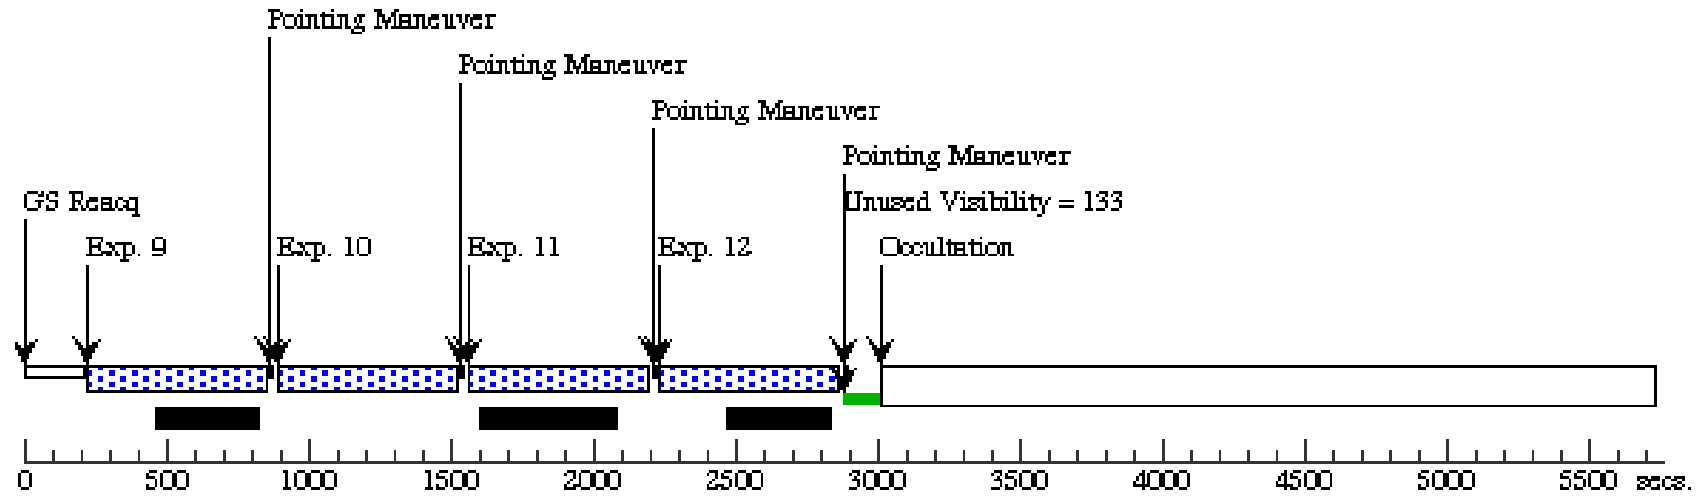 Pointing Maneuver
Pointing Maneuver
Pointing Maneuver
Pointing Maneuver
GS Reacq
Unused Visibility = 133
Exp. 9
Exp. 10
Exp. 11
Exp. 12
Occultation
0 500 1000 1500 2000 2500 3000 3500 4000 4500 5000 5500 secs.